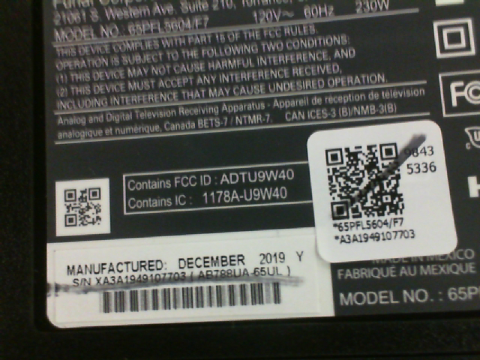 Funai Corpor
21061 S. Western Ave. Suite 210, Torrance,
MODEL NO. : 65PFL5604/F7 120V~ 60Hz 230W
THIS DEVICE COMPLIES WITH PART 15 OF THE FCC RULES.
OPERATION IS SUBJECT TO THE FOLLOWING TWO CONDITIONS:
(1) THIS DEVICE MAY NOT CAUSE HARMFUL INTERFERENCE, AND
(2) THIS DEVICE MUST ACCEPT ANY INTERFERENCE RECEIVED,
INCLUDING INTERFERENCE THAT MAY CAUSE UNDESIRED OPERATION.
Analog and Digital Television Receiving Apparatus - Appareil de réception de télévision
analogique et numérique, Canada BETS-7 / NTMR-7. CAN ICES-3 (B)/NMB-3(B)
Contains FCC ID : ADTU9W40
Contains IC : 1178A-U9W40
0843
5336
*65PFL5604/F7
*A3A1949107703
MANUFACTURED: DECEMBER 2019 Y
S/N XA3A1949107703 ( AB788UA 65UL )
MADE IN MEXICO
FABRIQUÉ AU MEXIQUE
MODEL NO. : 65P
FC
H